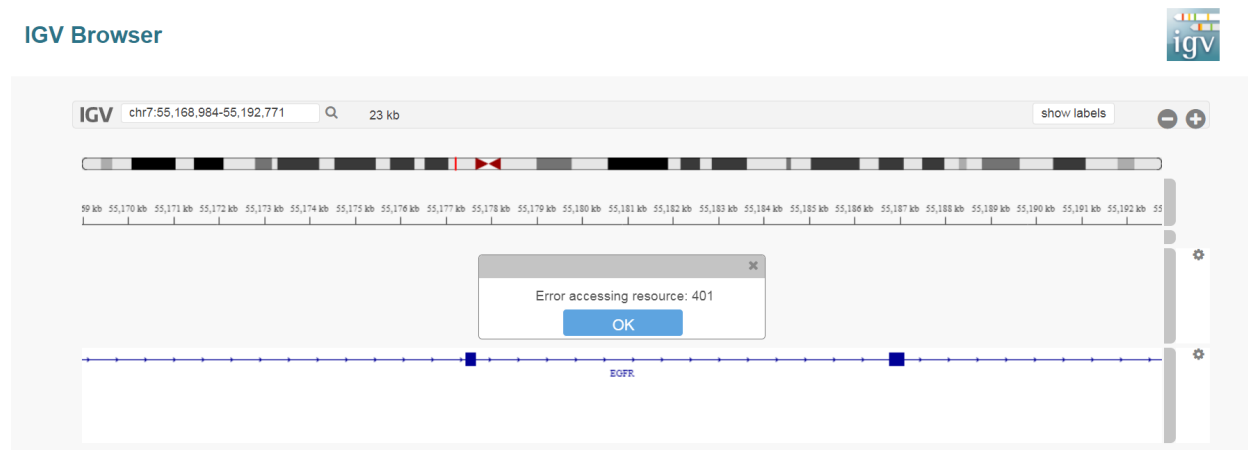 IGV Browser
igv
IGV chr7:55,168,984-55,192,771 23 kb show labels
59 kb 55,170 kb 55,171 kb 55,172 kb 55,173 kb 55,174 kb 55,175 kb 55,176 kb 55,177 kb 55,178 kb 55,179 kb 55,180 kb 55,181 kb 55,182 kb 55,183 kb 55,184 kb 55,185 kb 55,186 kb 55,187 kb 55,188 kb 55,189 kb 55,190 kb 55,191 kb 55,192 kb 55
Error accessing resource: 401
OK
EGFR